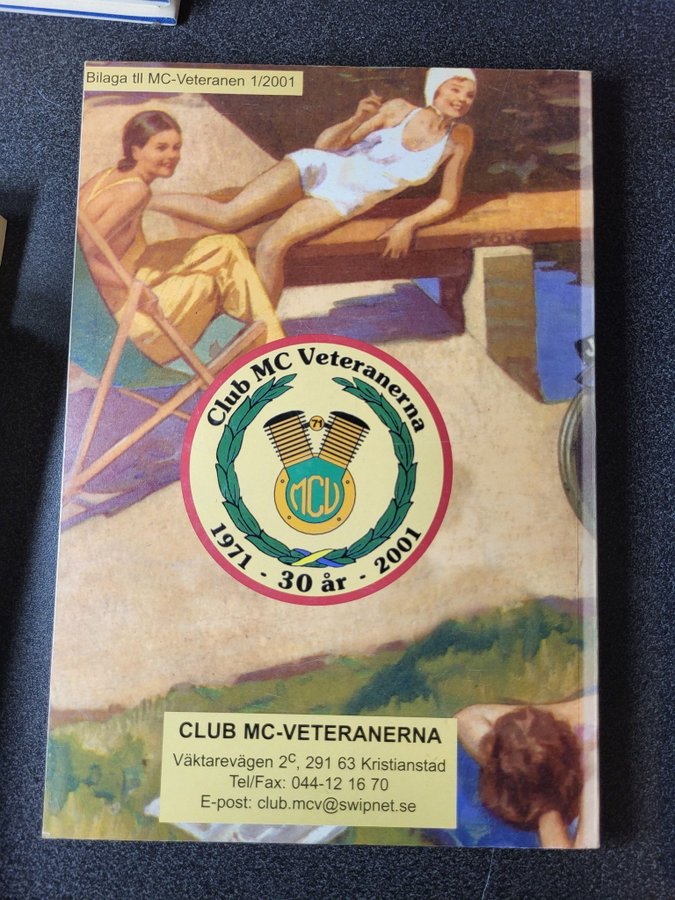 Bilaga tll MC-Veteranen 1/2001
Club MC Veteranerna
71
MCV
1971 - 30 år - 2001
CLUB MC-VETERANERNA
Väktarevägen 2c, 291 63 Kristianstad
Tel/Fax: 044-12 16 70
E-post: club.mcv@swipnet.se